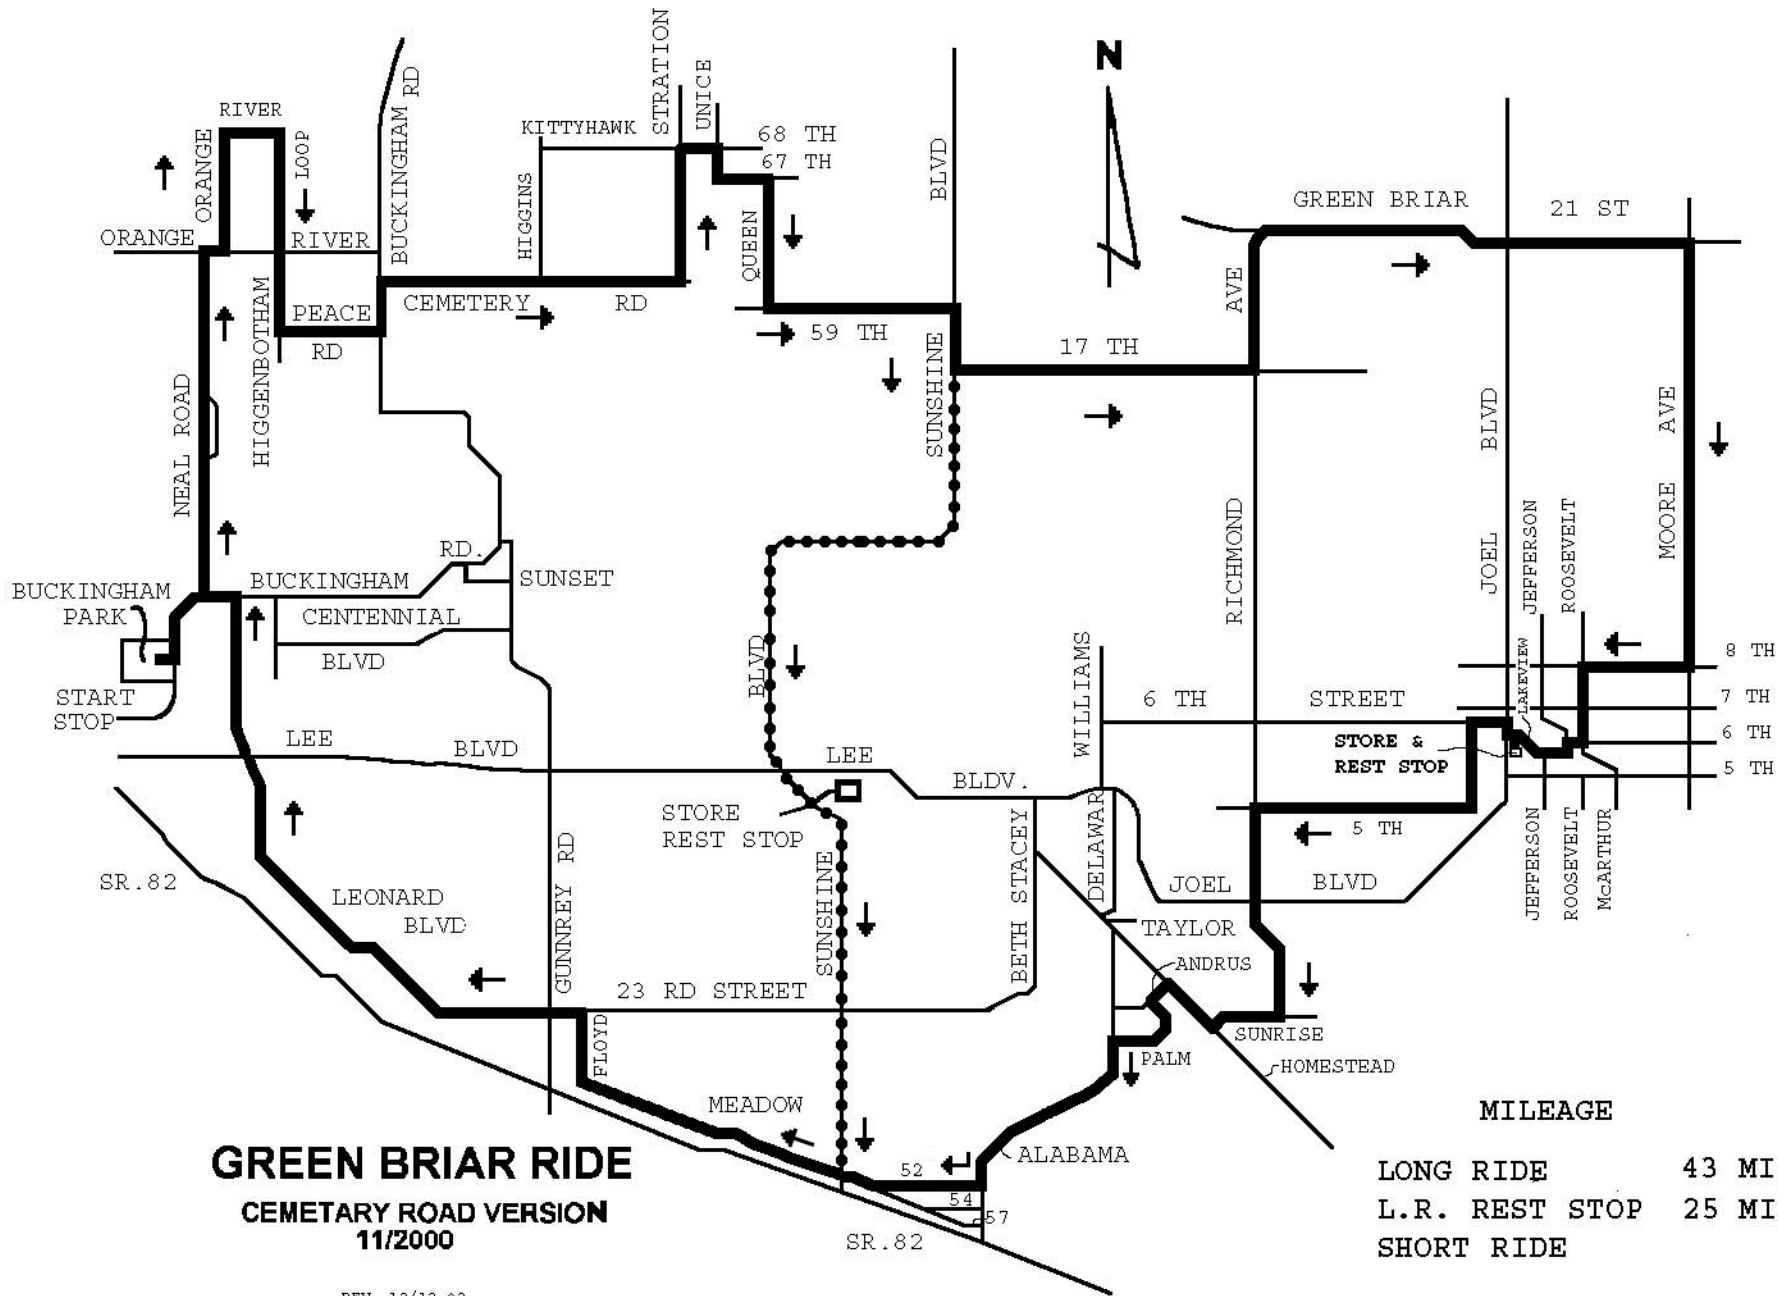 STRATION
UNICE
N
RIVER
ORANGE
LOOP
BUCKINGHAM RD
KITTYHAWK
68 TH
67 TH
HIGGINS
QUEEN
BLVD
GREEN BRIAR
21 ST
ORANGE RIVER
CEMETERY RD
AVE
PEACE
RD
HIGGENBOTHAM
59 TH
SUNSHINE
17 TH
NEAL ROAD
JOEL BLVD
MOORE AVE
RICHMOND
JEFFERSON
ROOSEVELT
LAKEVIEW
RD.
BUCKINGHAM
SUNSET
BUCKINGHAM
PARK
CENTENNIAL
BLVD
BLVD
WILLIAMS
8 TH
START
STOP
6 TH STREET
7 TH
6 TH
5 TH
STORE &
REST STOP
LEE BLVD
LEE BLDV.
STORE
REST STOP
5 TH
DELAWAR
BETH STACEY
SUNSHINE
GUNNREY RD
SR.82
LEONARD
BLVD
JOEL BLVD
JEFFERSON
ROOSEVELT
McARTHUR
TAYLOR
ANDRUS
23 RD STREET
FLOYD
SUNRISE
PALM
HOMESTEAD
MEADOW
ALABAMA
52
54
57
SR.82
GREEN BRIAR RIDE
CEMETARY ROAD VERSION
11/2000
MILEAGE
LONG RIDE 43 MI
L.R. REST STOP 25 MI
SHORT RIDE